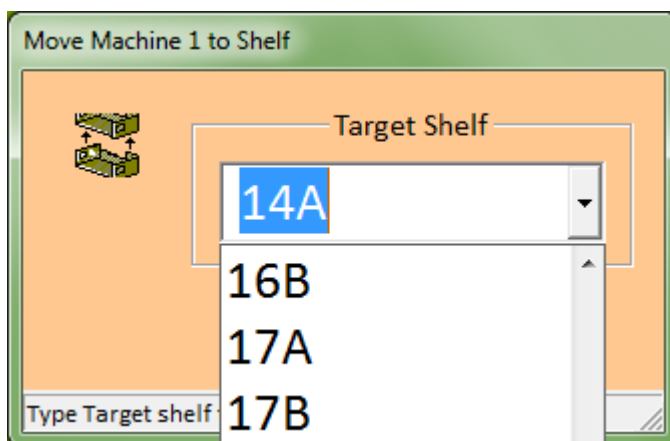 Move Machine 1 to Shelf
Target Shelf
14A
16B
17A
17B
Type Target shelf